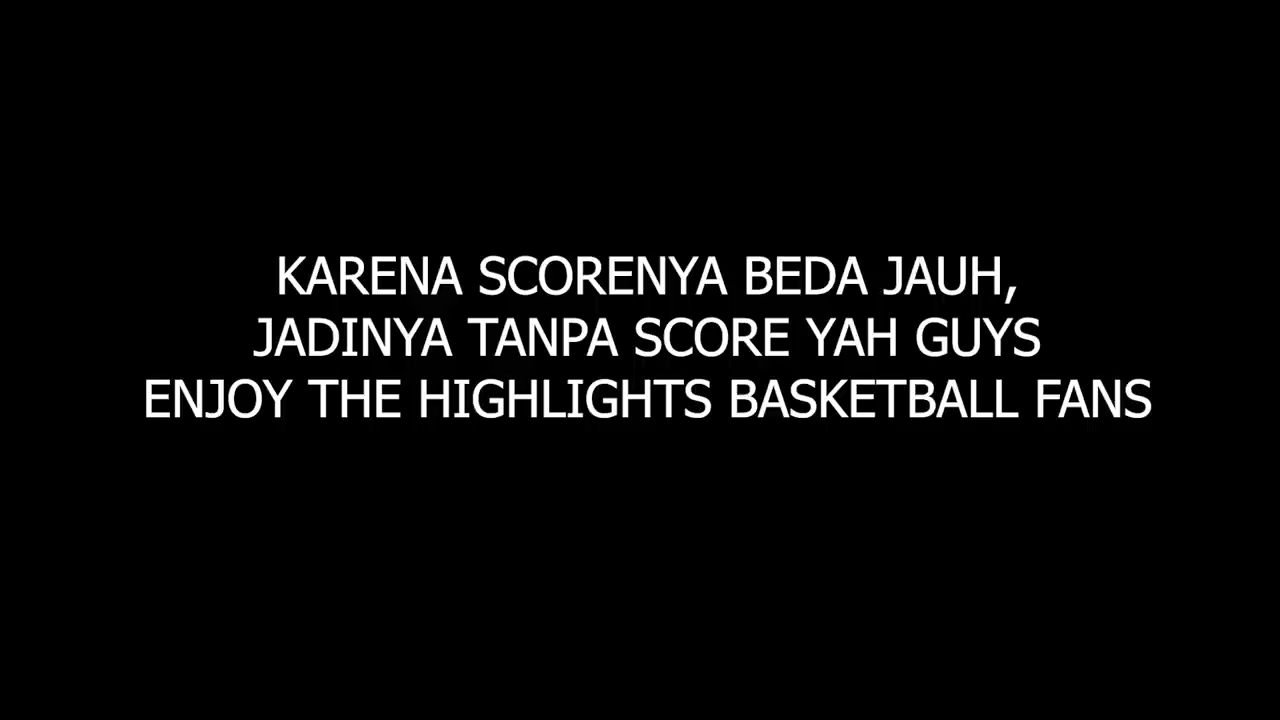 KARENA SCORENYA BEDA JAUH,
JADINYA TANPA SCORE YAH GUYS
ENJOY THE HIGHLIGHTS BASKETBALL FANS